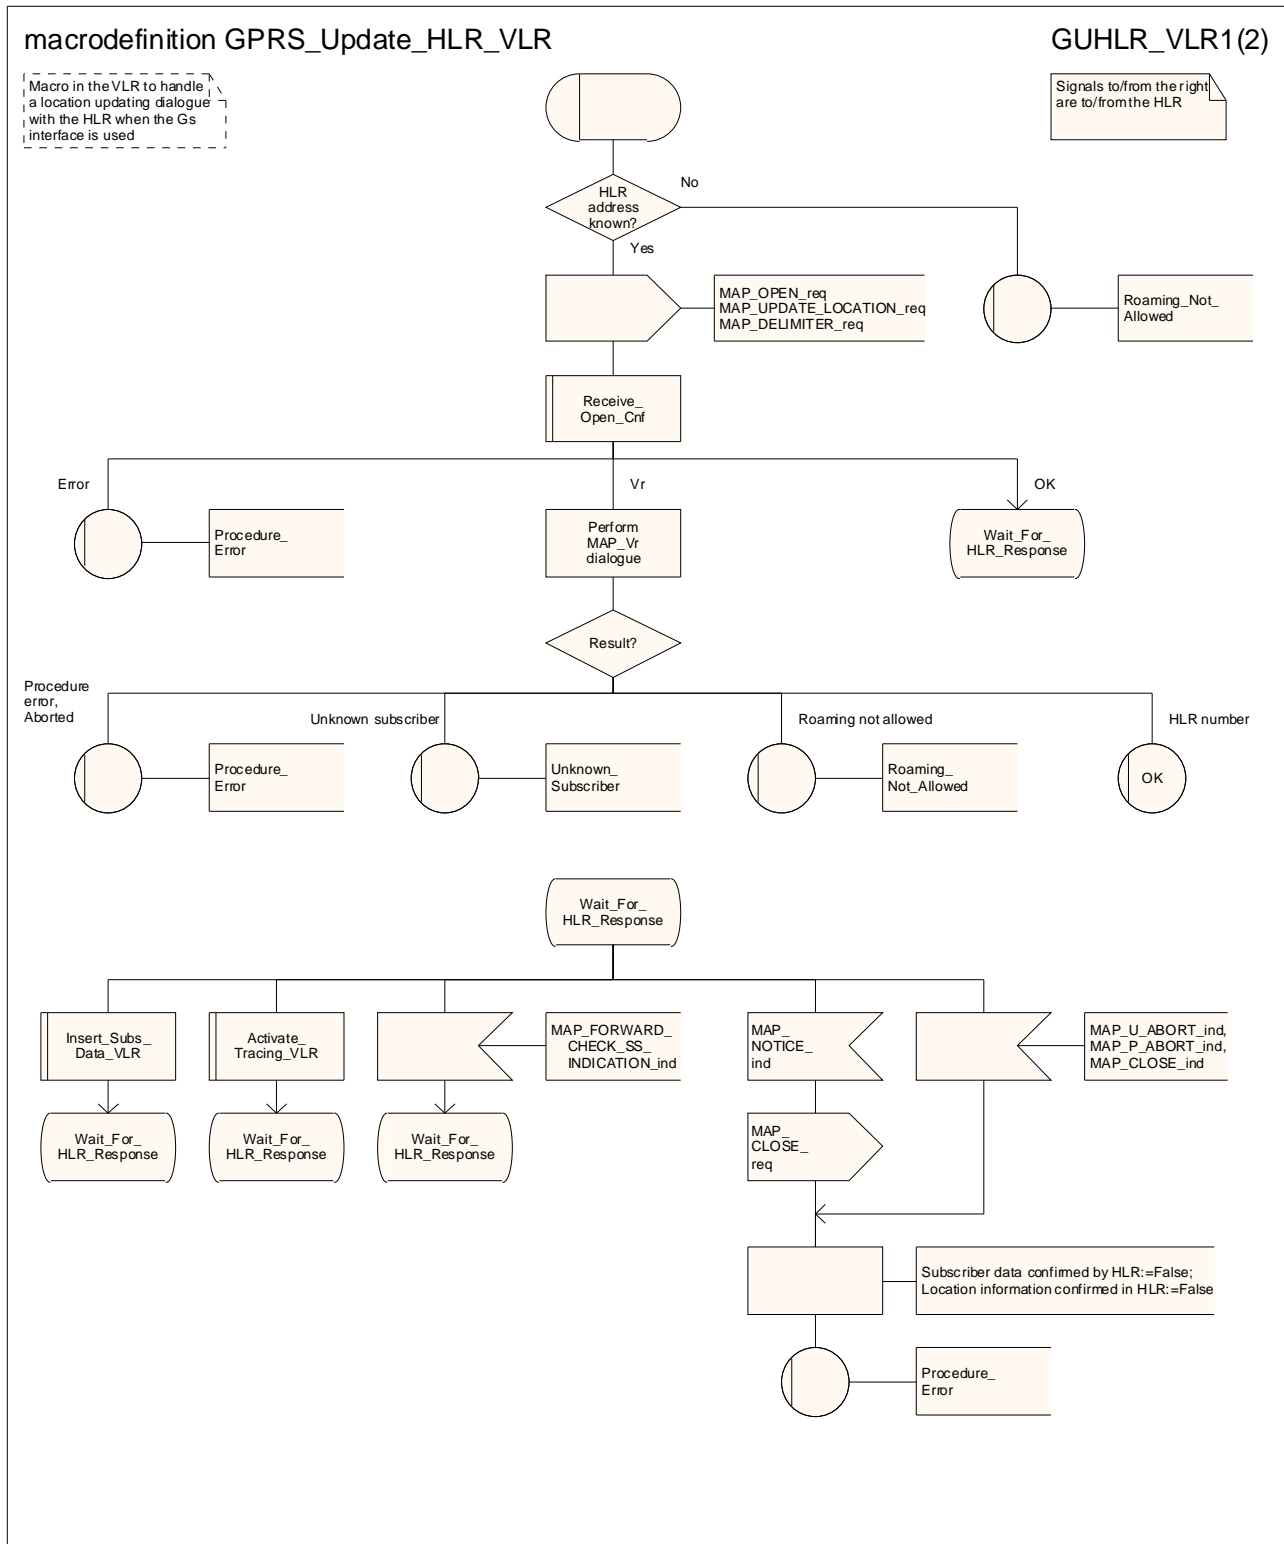 macrodefinition GPRS_Update_HLR_VLR
GUHLR_VLR1(2)
Macro in the VLR to handle
a location updating dialogue
with the HLR when the Gs
interface is used
Signals to/from the right
are to/from the HLR
HLR
address
known?
No
Yes
MAP_OPEN_req
MAP_UPDATE_LOCATION_req
MAP_DELIMITER_req
Roaming_Not_
Allowed
Receive_
Open_Cnf
Error
Vr
OK
Procedure_
Error
Perform
MAP_Vr
dialogue
Wait_For_
HLR_Response
Result?
Procedure
error,
Aborted
Unknown subscriber
Roaming not allowed
HLR number
Procedure_
Error
Unknown_
Subscriber
Roaming_
Not_Allowed
OK
Wait_For_
HLR_Response
Insert_Subs_
Data_VLR
Activate_
Tracing_VLR
MAP_FORWARD_
CHECK_SS_
INDICATION_ind
MAP_
NOTICE_
ind
MAP_U_ABORT_ind,
MAP_P_ABORT_ind,
MAP_CLOSE_ind
Wait_For_
HLR_Response
Wait_For_
HLR_Response
Wait_For_
HLR_Response
MAP_
CLOSE_
req
Subscriber data confirmed by HLR:=False;
Location information confirmed in HLR:=False
Procedure_
Error